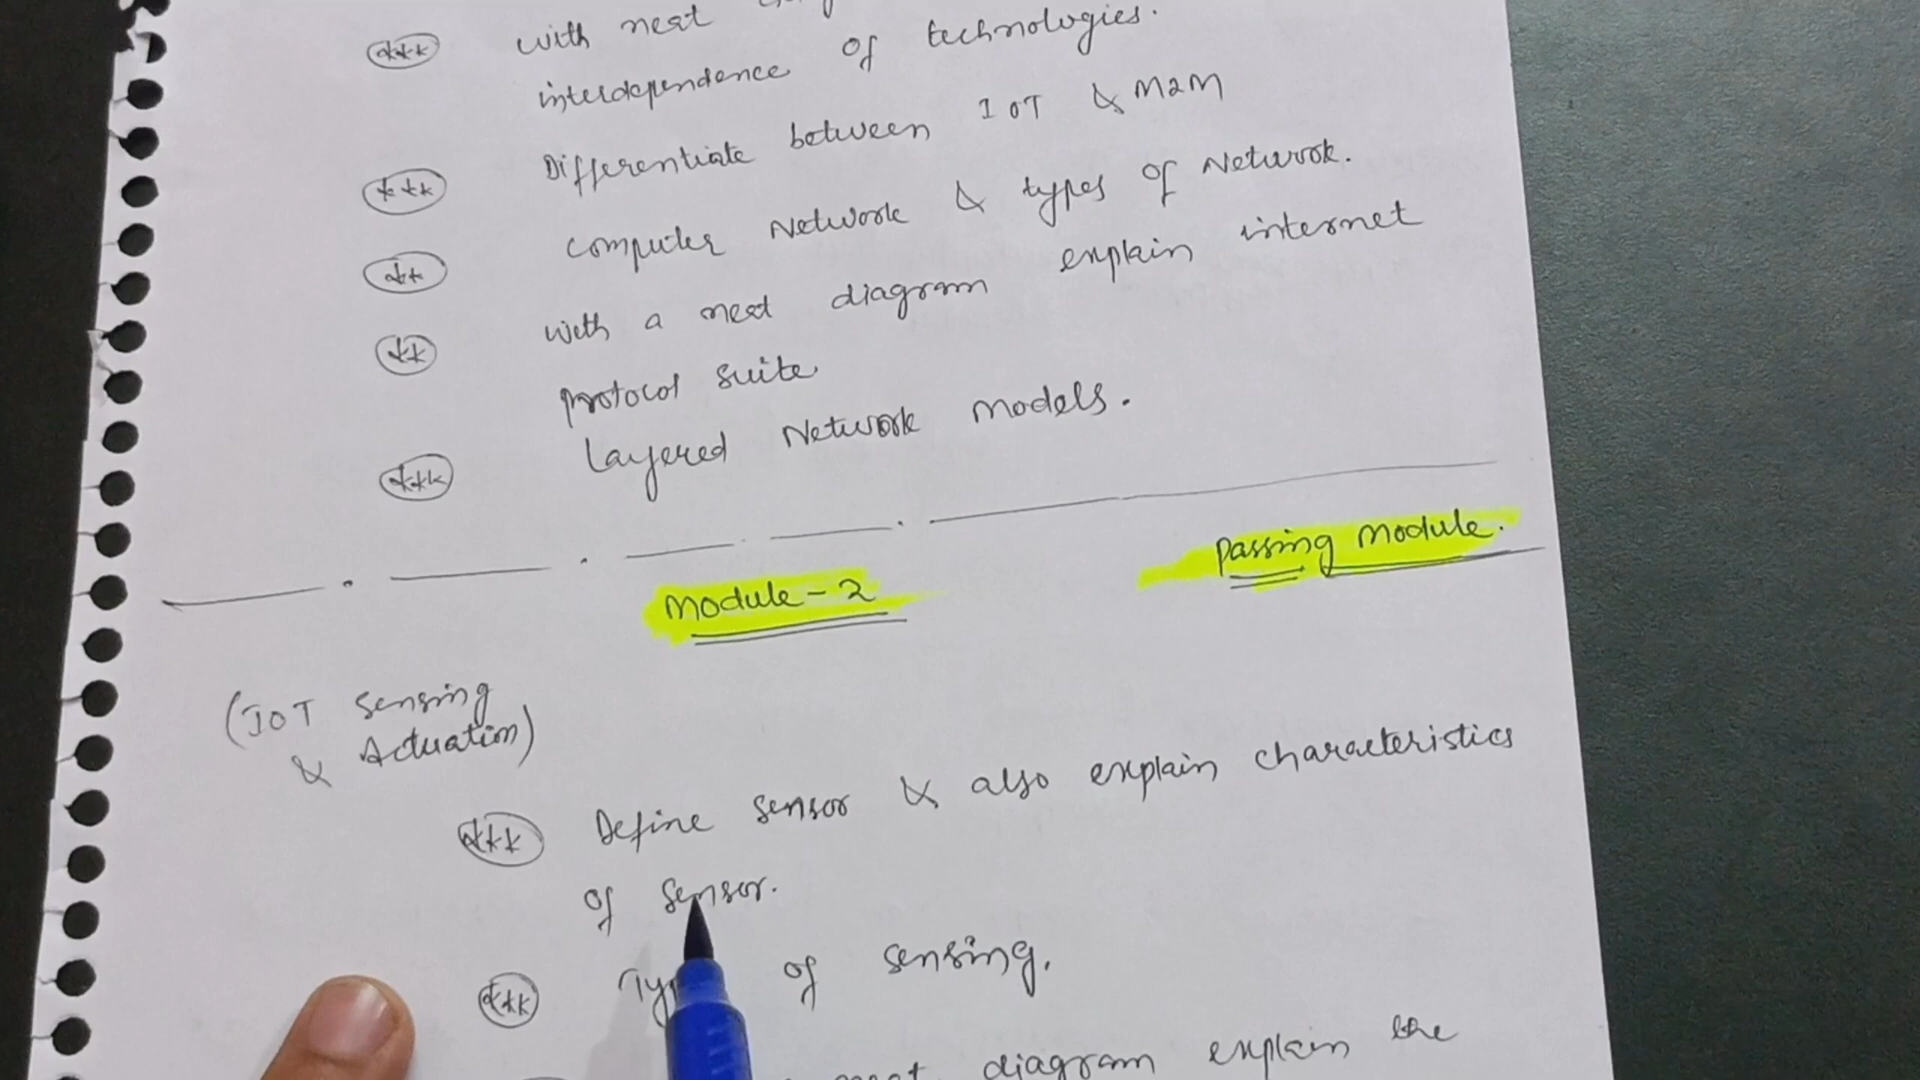 *** with neat
interdependence of technologies.
*** Differentiate between IOT & M2M
** Computer Network & types of Network.
** with a neat diagram explain internet
protocol suite
*** Layered Network Models.
Passing Module.
Module-2
(IOT Sensing
& Actuation)
*** Define sensor & also explain characteristics
of sensor.
*** of sensing.
diagram explain the